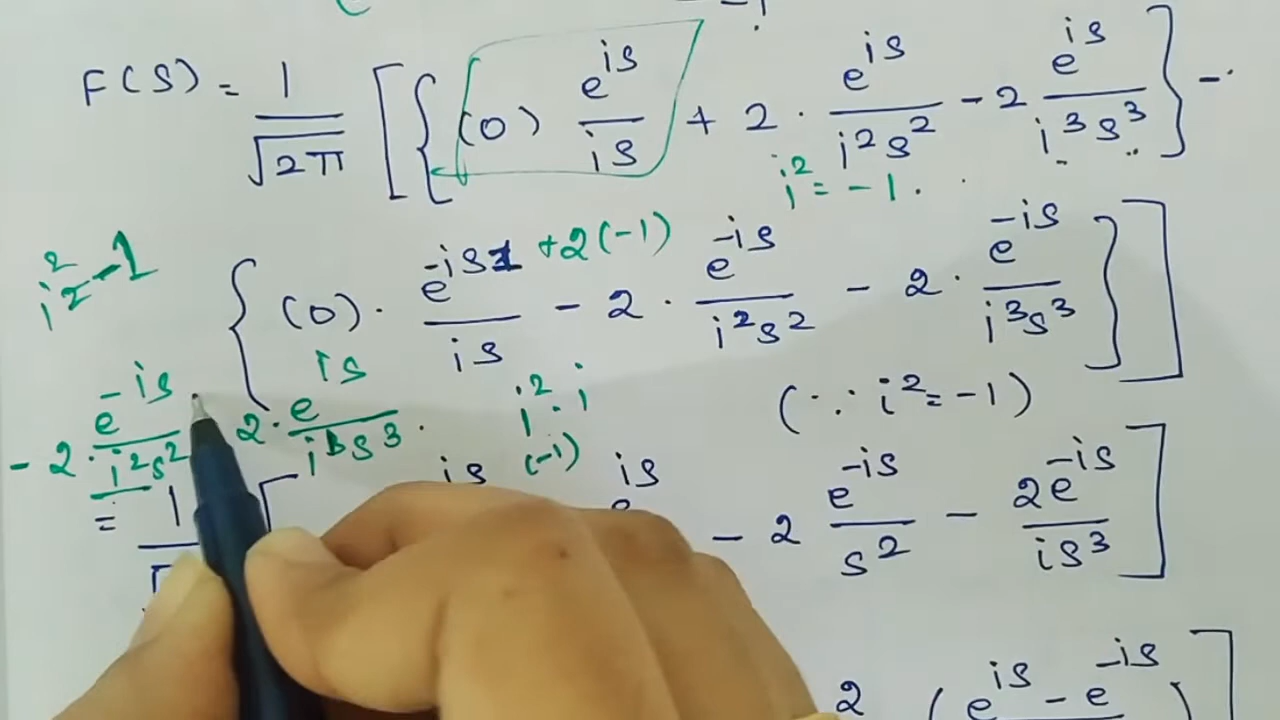 F(s) = 1/√2π [ { (0) e^{is}/is + 2 · e^{is}/i²s² − 2 e^{is}/i³s³ } −
i² = −1 .
i² −1
+2(−1)
{ (0) · e^{-is}/is − 2 · e^{-is}/i²s² − 2 · e^{-is}/i³s³ } ]
(∵ i² = −1)
− 2 · e^{-is}/i²s² 2 · e^{is}/i³s³ . i² · i
(−1)
= 1 [ is is − 2 e^{-is}/s² − 2e^{-is}/is³ ]
2 ( e^{is} − e^{-is} ) ]